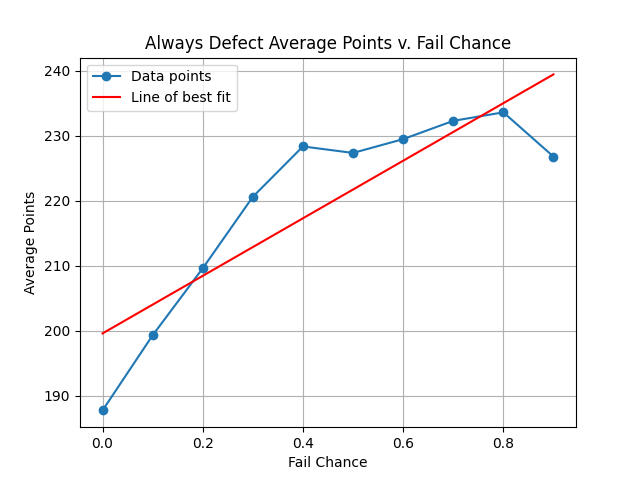 Always Defect Average Points v. Fail Chance
Data points
Line of best fit
240
230
220
210
200
190
Average Points
0.0 0.2 0.4 0.6 0.8
Fail Chance